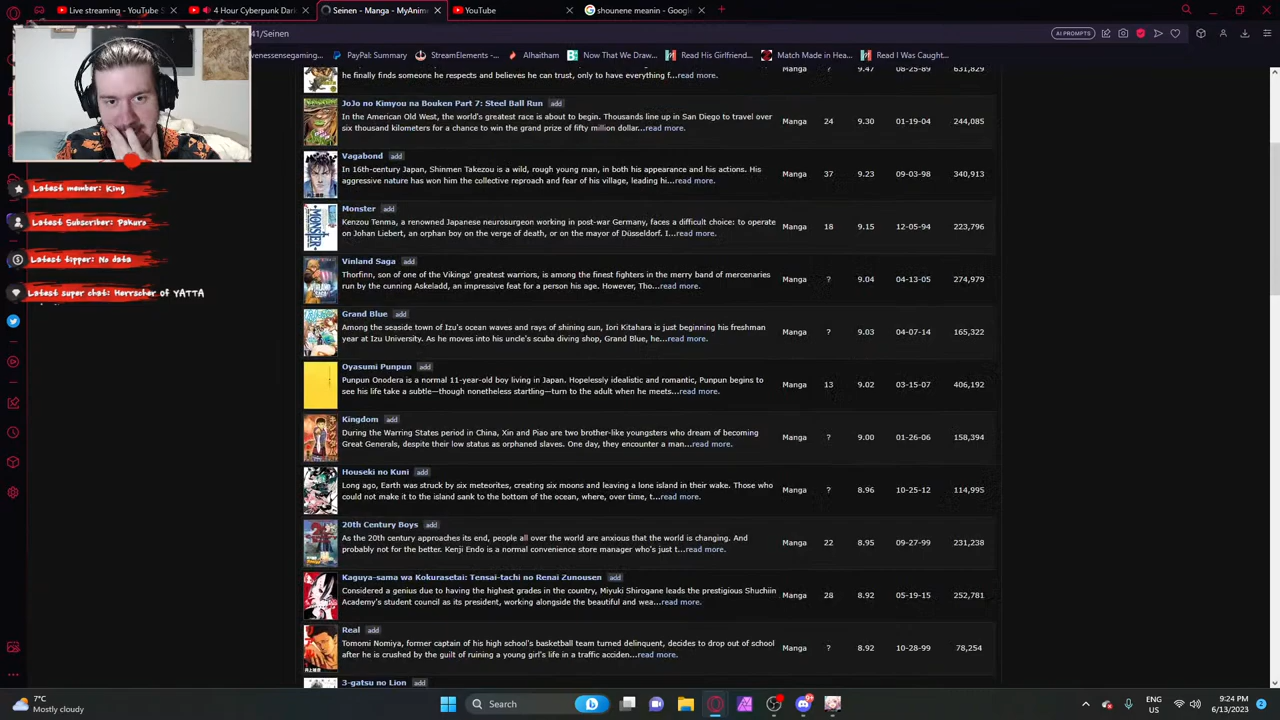 Live streaming - YouTube S
4 Hour Cyberpunk Dar
Seinen - Manga - MyAnime
YouTube
shounene meanin - Google
41/Seinen
AI PROMPTS
venessensegaming...
PayPal: Summary
StreamElements -...
Alhaitham
Now That We Draw...
Read His Girlfriend...
Match Made in Hea...
Read I Was Caught...
he finally finds someone he respects and believes he can trust, only to have everything f...read more.
Manga 9.47 08-25-89 631,829
JoJo no Kimyou na Bouken Part 7: Steel Ball Run add
In the American Old West, the world's greatest race is about to begin. Thousands line up in San Diego to travel over
six thousand kilometers for a chance to win the grand prize of fifty million dollar...read more.
Manga 24 9.30 01-19-04 244,085
Vagabond add
In 16th-century Japan, Shinmen Takezou is a wild, rough young man, in both his appearance and his actions. His
aggressive nature has won him the collective reproach and fear of his village, leading hi...read more.
Manga ? 9.23 09-03-98 340,913
Monster add
Kenzou Tenma, a renowned Japanese neurosurgeon working in post-war Germany, faces a difficult choice: to operate
on Johan Liebert, an orphan boy on the verge of death, or on the mayor of Düsseldorf. I...read more.
Manga 18 9.15 12-05-94 223,796
MONSTER
Vinland Saga add
Thorfinn, son of one of the Vikings' greatest warriors, is among the finest fighters in the merry band of mercenaries
run by the cunning Askeladd, an impressive feat for a person his age. However, Tho...read more.
Manga ? 9.04 04-13-05 274,979
Grand Blue add
Among the seaside town of Izu's ocean waves and rays of shining sun, Iori Kitahara is just beginning his freshman
year at Izu University. As he moves into his uncle's scuba diving shop, Grand Blue, he...read more.
Manga ? 9.03 04-07-14 165,322
Oyasumi Punpun add
Punpun Onodera is a normal 11-year-old boy living in Japan. Hopelessly idealistic and romantic, Punpun begins to
see his life take a subtle—though nonetheless startling—turn to the adult when he meets...read more.
Manga 13 9.02 03-15-07 406,192
Kingdom add
During the Warring States period in China, Xin and Piao are two brother-like youngsters who dream of becoming
Great Generals, despite their low status as orphaned slaves. One day, they encounter a man...read more.
Manga ? 9.00 01-26-06 158,394
Houseki no Kuni add
Long ago, Earth was struck by six meteorites, creating six moons and leaving a lone island in their wake. Those who
could not make it to the island sank to the bottom of the ocean, where, over time, t...read more.
Manga ? 8.96 10-25-12 114,995
20th Century Boys add
As the 20th century approaches its end, people all over the world are anxious that the world is changing. And
probably not for the better. Kenji Endo is a normal convenience store manager who's just t...read more.
Manga 22 8.95 09-27-99 231,238
Kaguya-sama wa Kokurasetai: Tensai-tachi no Renai Zunousen add
Considered a genius due to having the highest grades in the country, Miyuki Shirogane leads the prestigious Shuchiin
Academy's student council as its president, working alongside the beautiful and wea...read more.
Manga 28 8.92 05-19-15 252,781
Real add
Tomomi Nomiya, former captain of his high school's basketball team turned delinquent, decides to drop out of school
after he is crushed by the guilt of ruining a young girl's life in a traffic acciden...read more.
Manga ? 8.92 10-28-99 78,254
井上雄彦
3-gatsu no Lion add
Latest member: King
Latest Subscriber: Pakuro
Latest tipper: No data
Latest super chat: Herrscher of YATTA
7°C
Mostly cloudy
Search
ENG
9:24 PM
6/13/2023
2